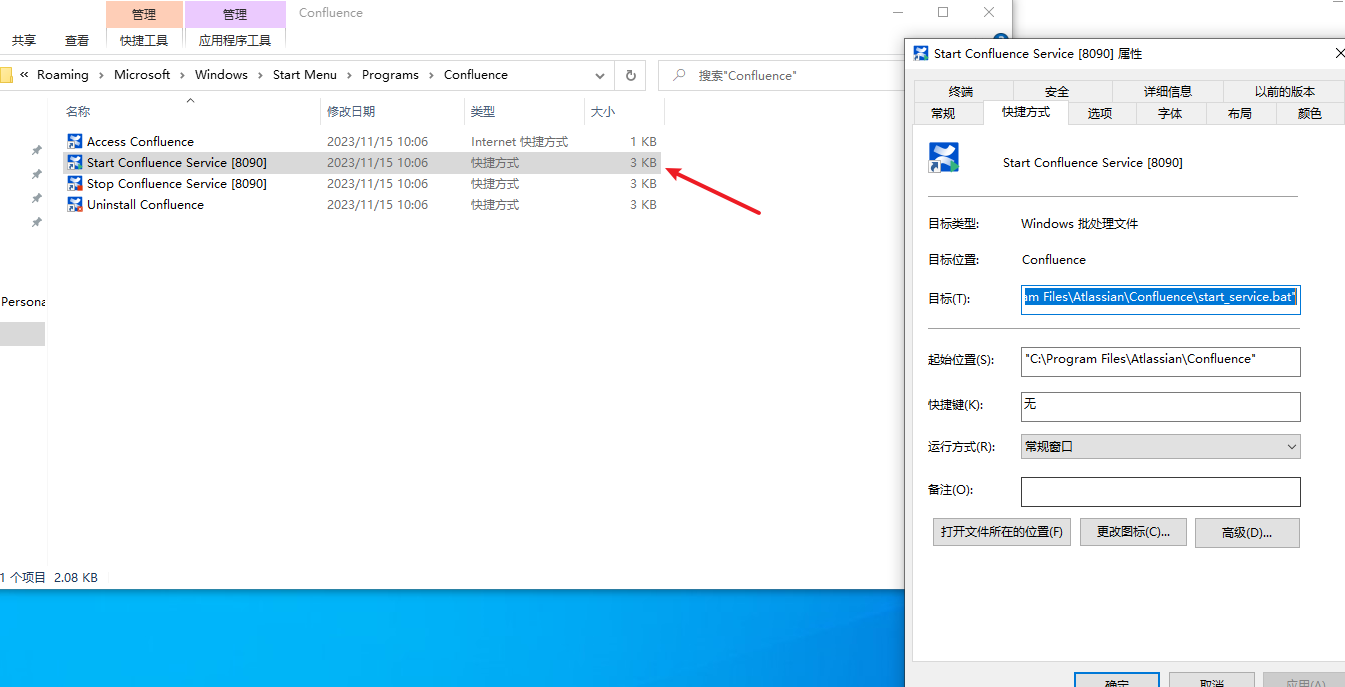 管理 管理 Confluence
共享 查看 快捷工具 应用程序工具
« Roaming › Microsoft › Windows › Start Menu › Programs › Confluence
搜索"Confluence"
名称 修改日期 类型 大小
Access Confluence 2023/11/15 10:06 Internet 快捷方式 1 KB
Start Confluence Service [8090] 2023/11/15 10:06 快捷方式 3 KB
Stop Confluence Service [8090] 2023/11/15 10:06 快捷方式 3 KB
Uninstall Confluence 2023/11/15 10:06 快捷方式 3 KB
Persona
1 个项目 2.08 KB
Start Confluence Service [8090] 属性
终端 安全 详细信息 以前的版本
常规 快捷方式 选项 字体 布局 颜色
Start Confluence Service [8090]
目标类型: Windows 批处理文件
目标位置: Confluence
目标(T): am Files\Atlassian\Confluence\start_service.bat"
起始位置(S): "C:\Program Files\Atlassian\Confluence"
快捷键(K): 无
运行方式(R): 常规窗口
备注(O):
打开文件所在的位置(F) 更改图标(C)... 高级(D)...
确定 取消 应用(A)